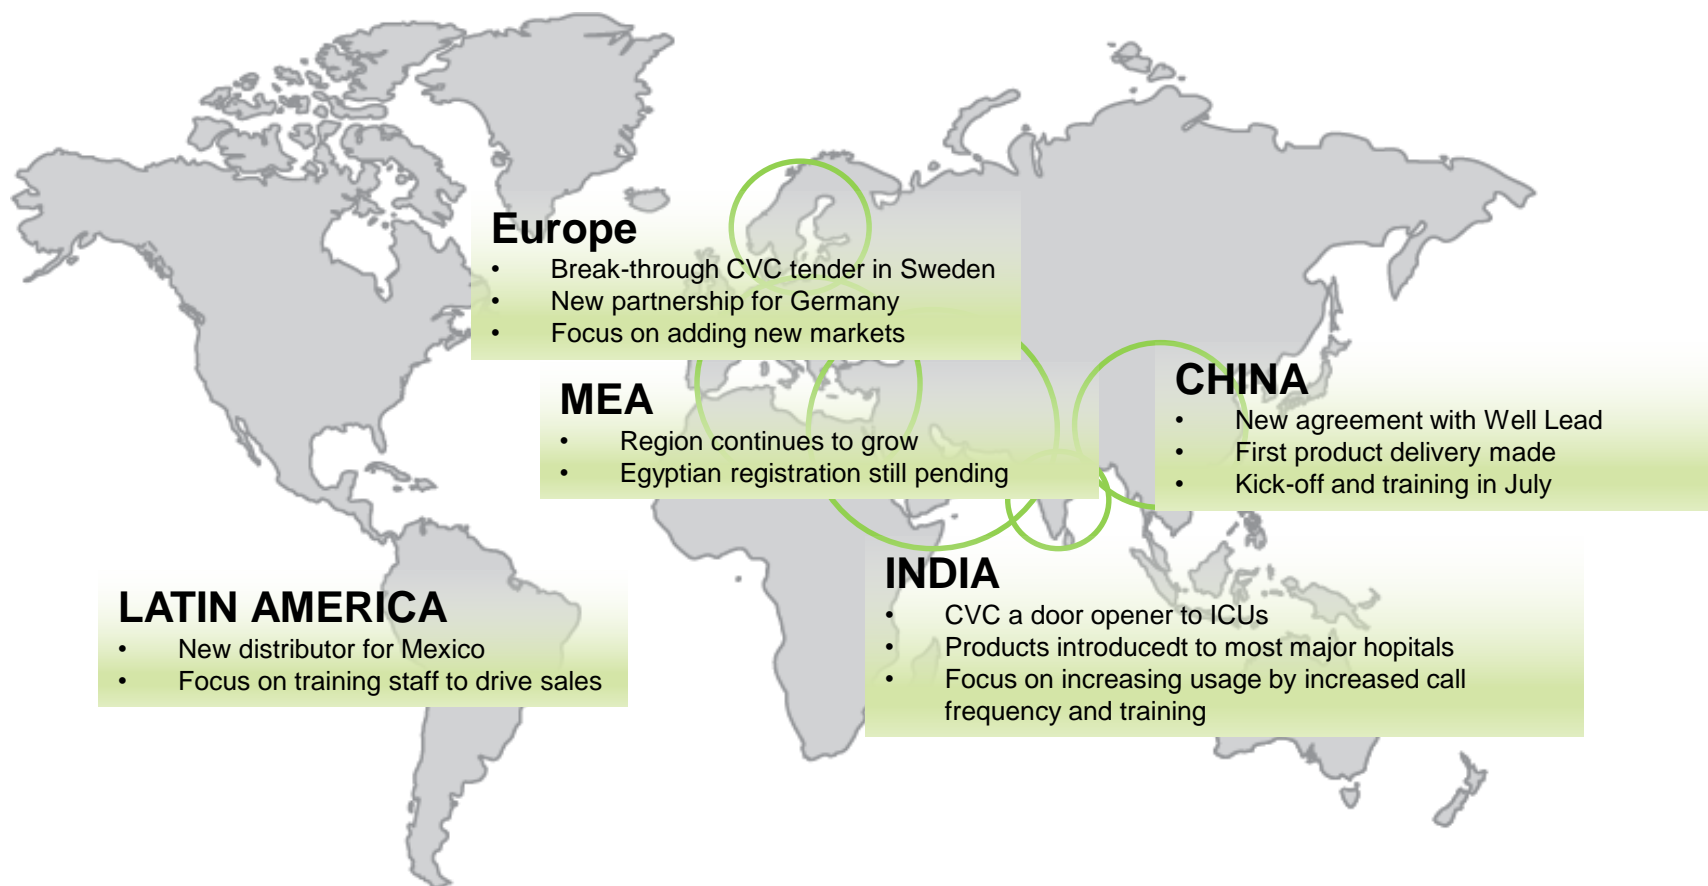 Europe
• Break-through CVC tender in Sweden
• New partnership for Germany
• Focus on adding new markets
MEA
• Region continues to grow
• Egyptian registration still pending
CHINA
• New agreement with Well Lead
• First product delivery made
• Kick-off and training in July
LATIN AMERICA
• New distributor for Mexico
• Focus on training staff to drive sales
INDIA
• CVC a door opener to ICUs
• Products introducedt to most major hopitals
• Focus on increasing usage by increased call
frequency and training